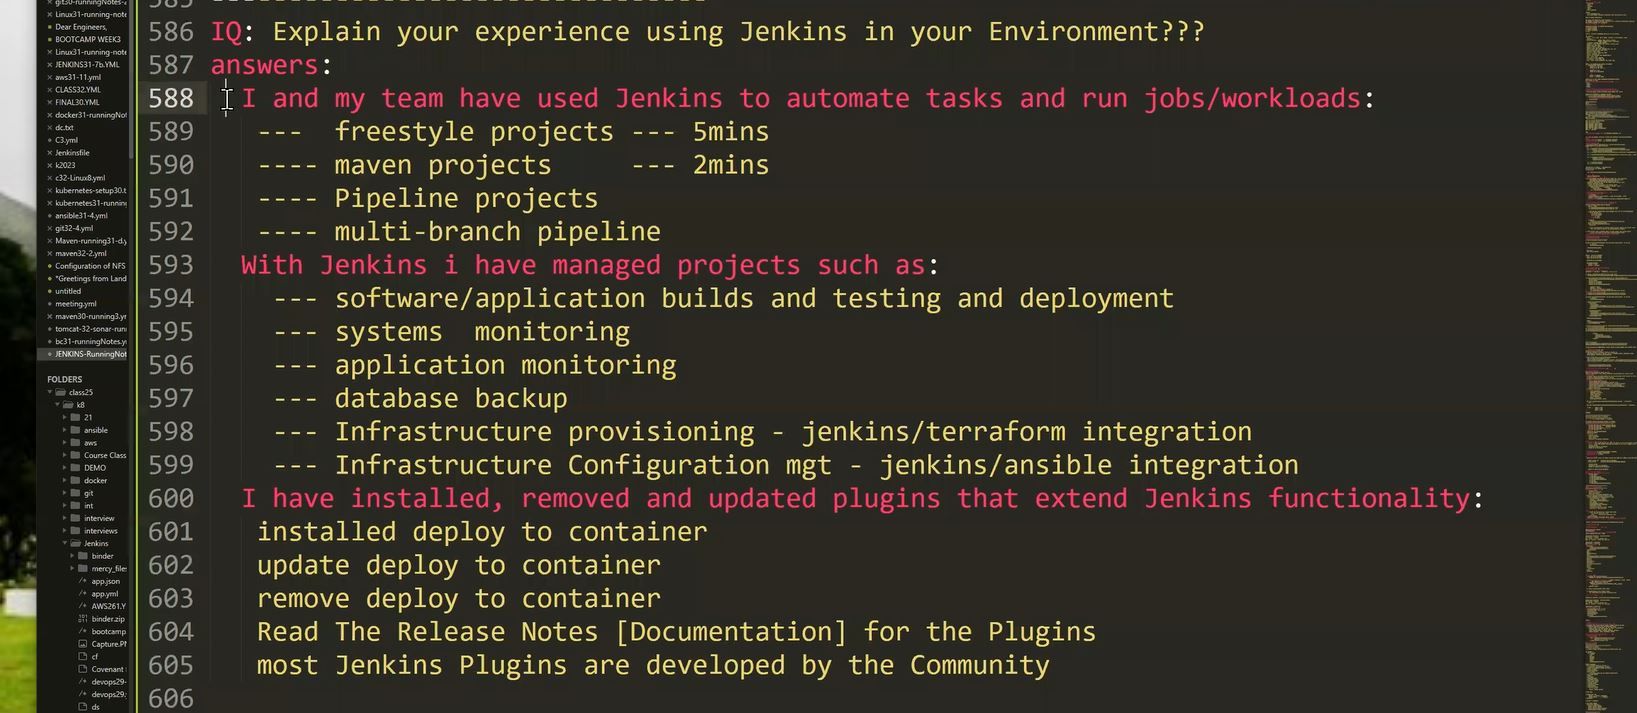 git30-runningNotes-2
Linux31-running-note
Dear Engineers,
BOOTCAMP WEEK3
Linux31-running-note
JENKINS31-7b.YML
aws31-11.yml
CLASS32.YML
FINAL30.YML
docker31-runningNot
dc.txt
C3.yml
Jenkinsfile
k2023
c32-Linux8.yml
kubernetes-setup30.t
kubernetes31-running
ansible31-4.yml
git32-4.yml
Maven-running31-d.y
maven32-2.yml
Configuration of NFS
"Greetings from Land
untitled
meeting.yml
maven30-running3.yr
tomcat-32-sonar-run
bc31-runningNotes.y
JENKINS-RunningNot
FOLDERS
class25
k8
21
ansible
aws
Course Class
DEMO
docker
git
int
interview
interviews
Jenkins
binder
mercy_files
app.json
app.yml
AWS261.Y
binder.zip
bootcamp
Capture.PN
cf
Covenant
devops29-
devops29.
ds
585 --------------------------------
586 IQ: Explain your experience using Jenkins in your Environment???
587 answers:
588 I and my team have used Jenkins to automate tasks and run jobs/workloads:
589 --- freestyle projects --- 5mins
590 ---- maven projects --- 2mins
591 ---- Pipeline projects
592 ---- multi-branch pipeline
593 With Jenkins i have managed projects such as:
594 --- software/application builds and testing and deployment
595 --- systems monitoring
596 --- application monitoring
597 --- database backup
598 --- Infrastructure provisioning - jenkins/terraform integration
599 --- Infrastructure Configuration mgt - jenkins/ansible integration
600 I have installed, removed and updated plugins that extend Jenkins functionality:
601 installed deploy to container
602 update deploy to container
603 remove deploy to container
604 Read The Release Notes [Documentation] for the Plugins
605 most Jenkins Plugins are developed by the Community
606